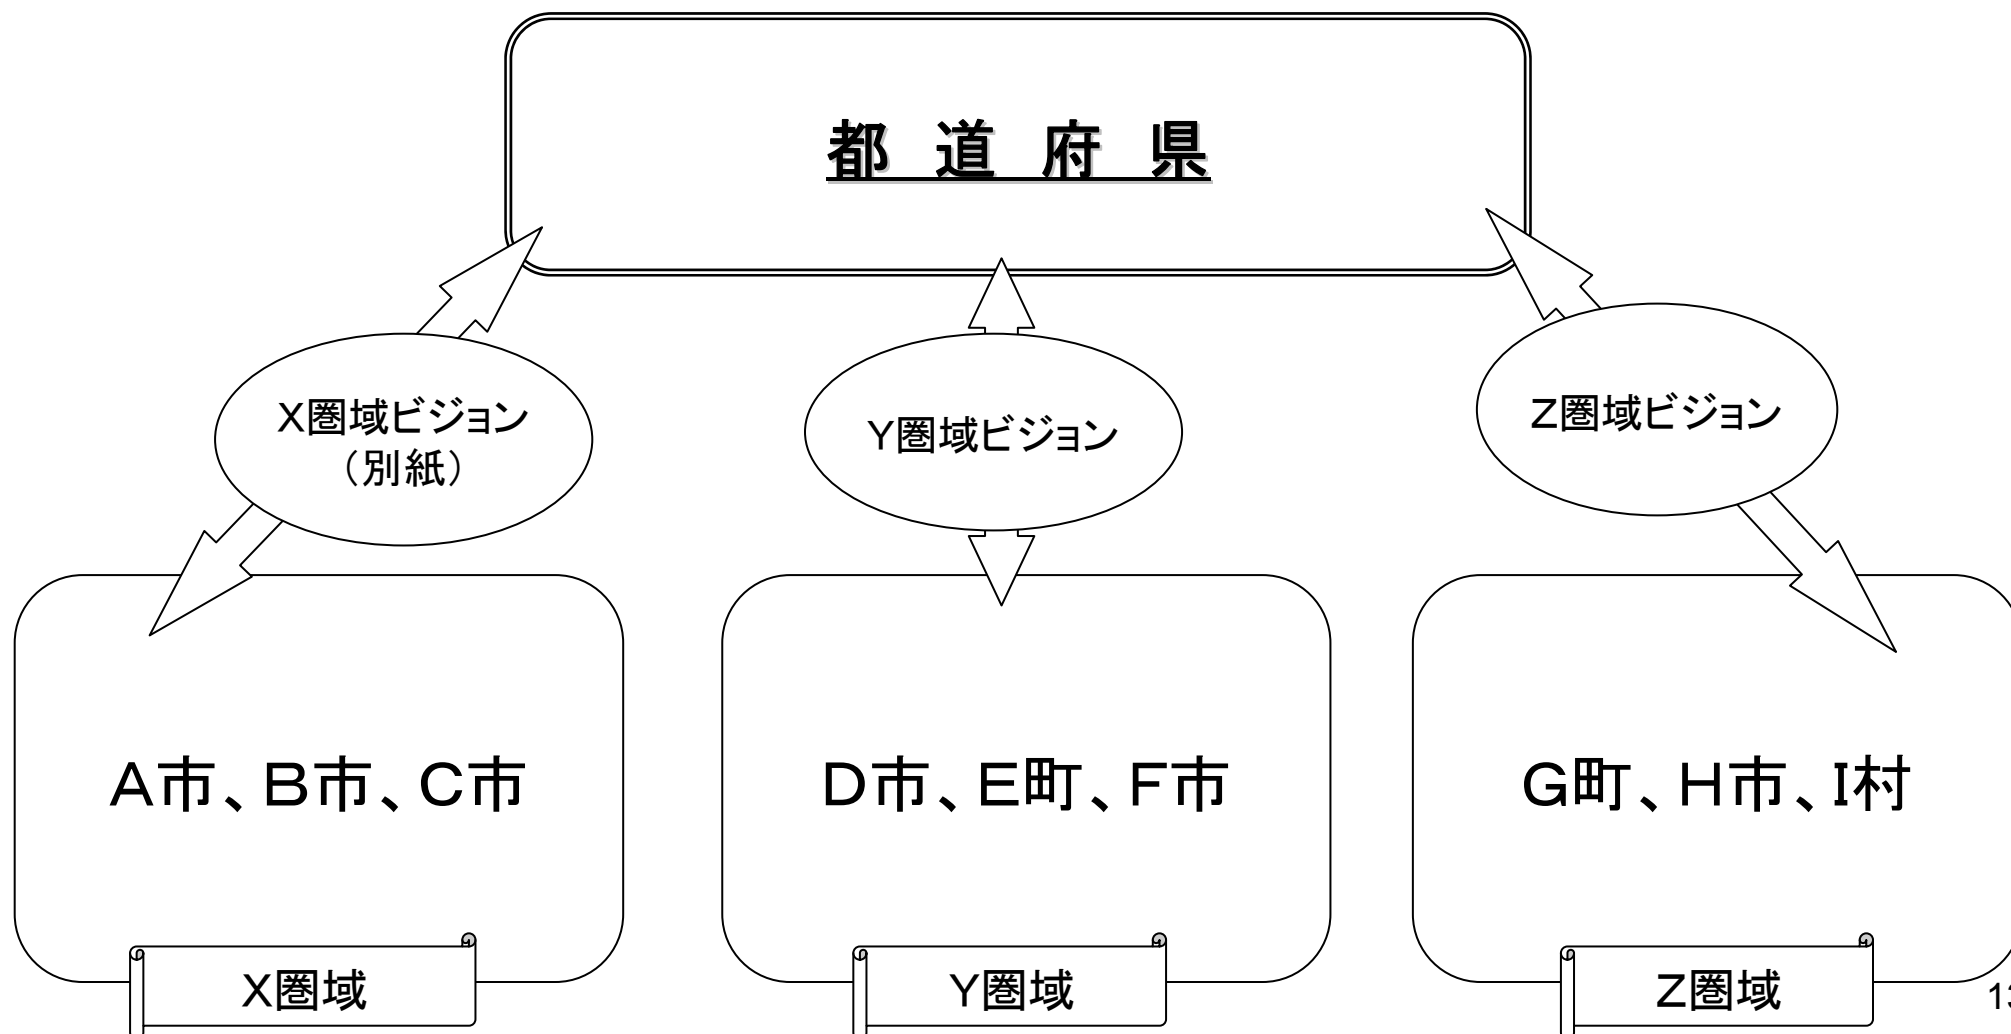 都　道　府　県
X圏域ビジョン
（別紙）
Y圏域ビジョン
Z圏域ビジョン
A市、B市、C市
D市、E町、F市
G町、H市、I村
X圏域
Y圏域
Z圏域
13